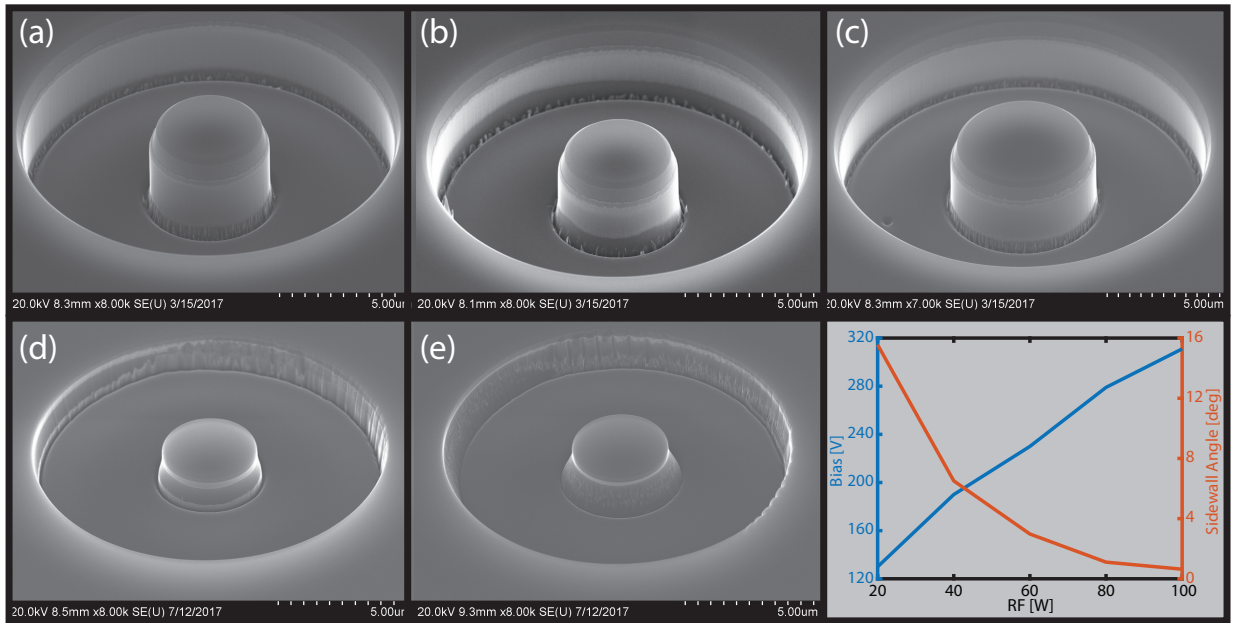 (a)
(b)
(c)
20.0kV 8.3mm x8.00k SE(U) 3/15/2017 5.00um
20.0kV 8.1mm x8.00k SE(U) 3/15/2017 5.00um
20.0kV 8.3mm x7.00k SE(U) 3/15/2017 5.00um
(d)
(e)
20.0kV 8.5mm x8.00k SE(U) 7/12/2017 5.00um
20.0kV 9.3mm x8.00k SE(U) 7/12/2017 5.00um
320
280
240
200
160
120
Bias [V]
16
12
8
4
0
Sidewall Angle [deg]
20 40 60 80 100
RF [W]